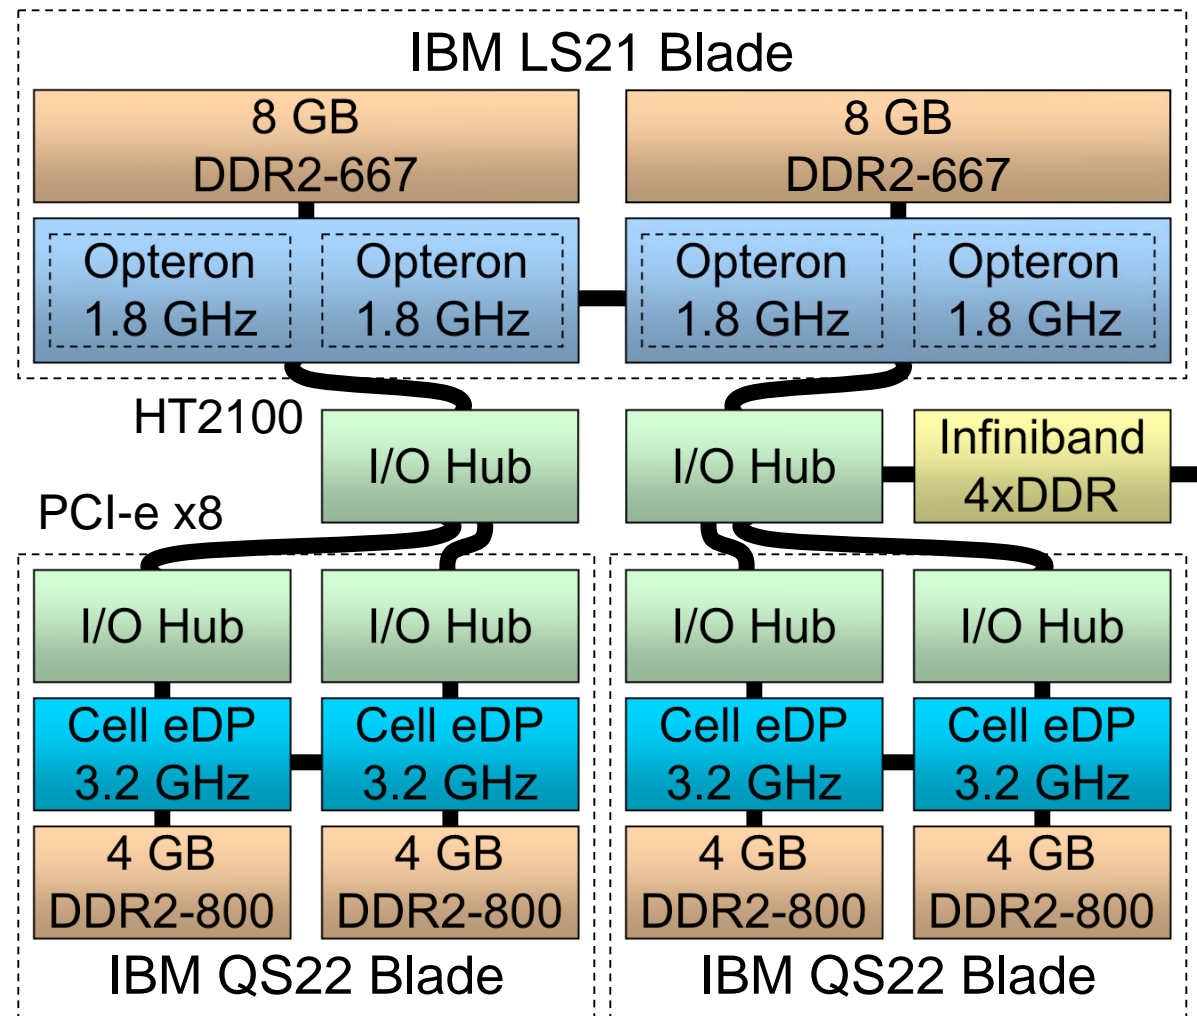 IBM LS21 Blade
8 GB
DDR2-667
8 GB
DDR2-667
Opteron
1.8 GHz
Opteron
1.8 GHz
Opteron
1.8 GHz
Opteron
1.8 GHz
HT2100
I/O Hub
I/O Hub
Infiniband
4xDDR
PCI-e x8
I/O Hub
I/O Hub
I/O Hub
I/O Hub
Cell eDP
3.2 GHz
Cell eDP
3.2 GHz
Cell eDP
3.2 GHz
Cell eDP
3.2 GHz
4 GB
DDR2-800
4 GB
DDR2-800
4 GB
DDR2-800
4 GB
DDR2-800
IBM QS22 Blade
IBM QS22 Blade